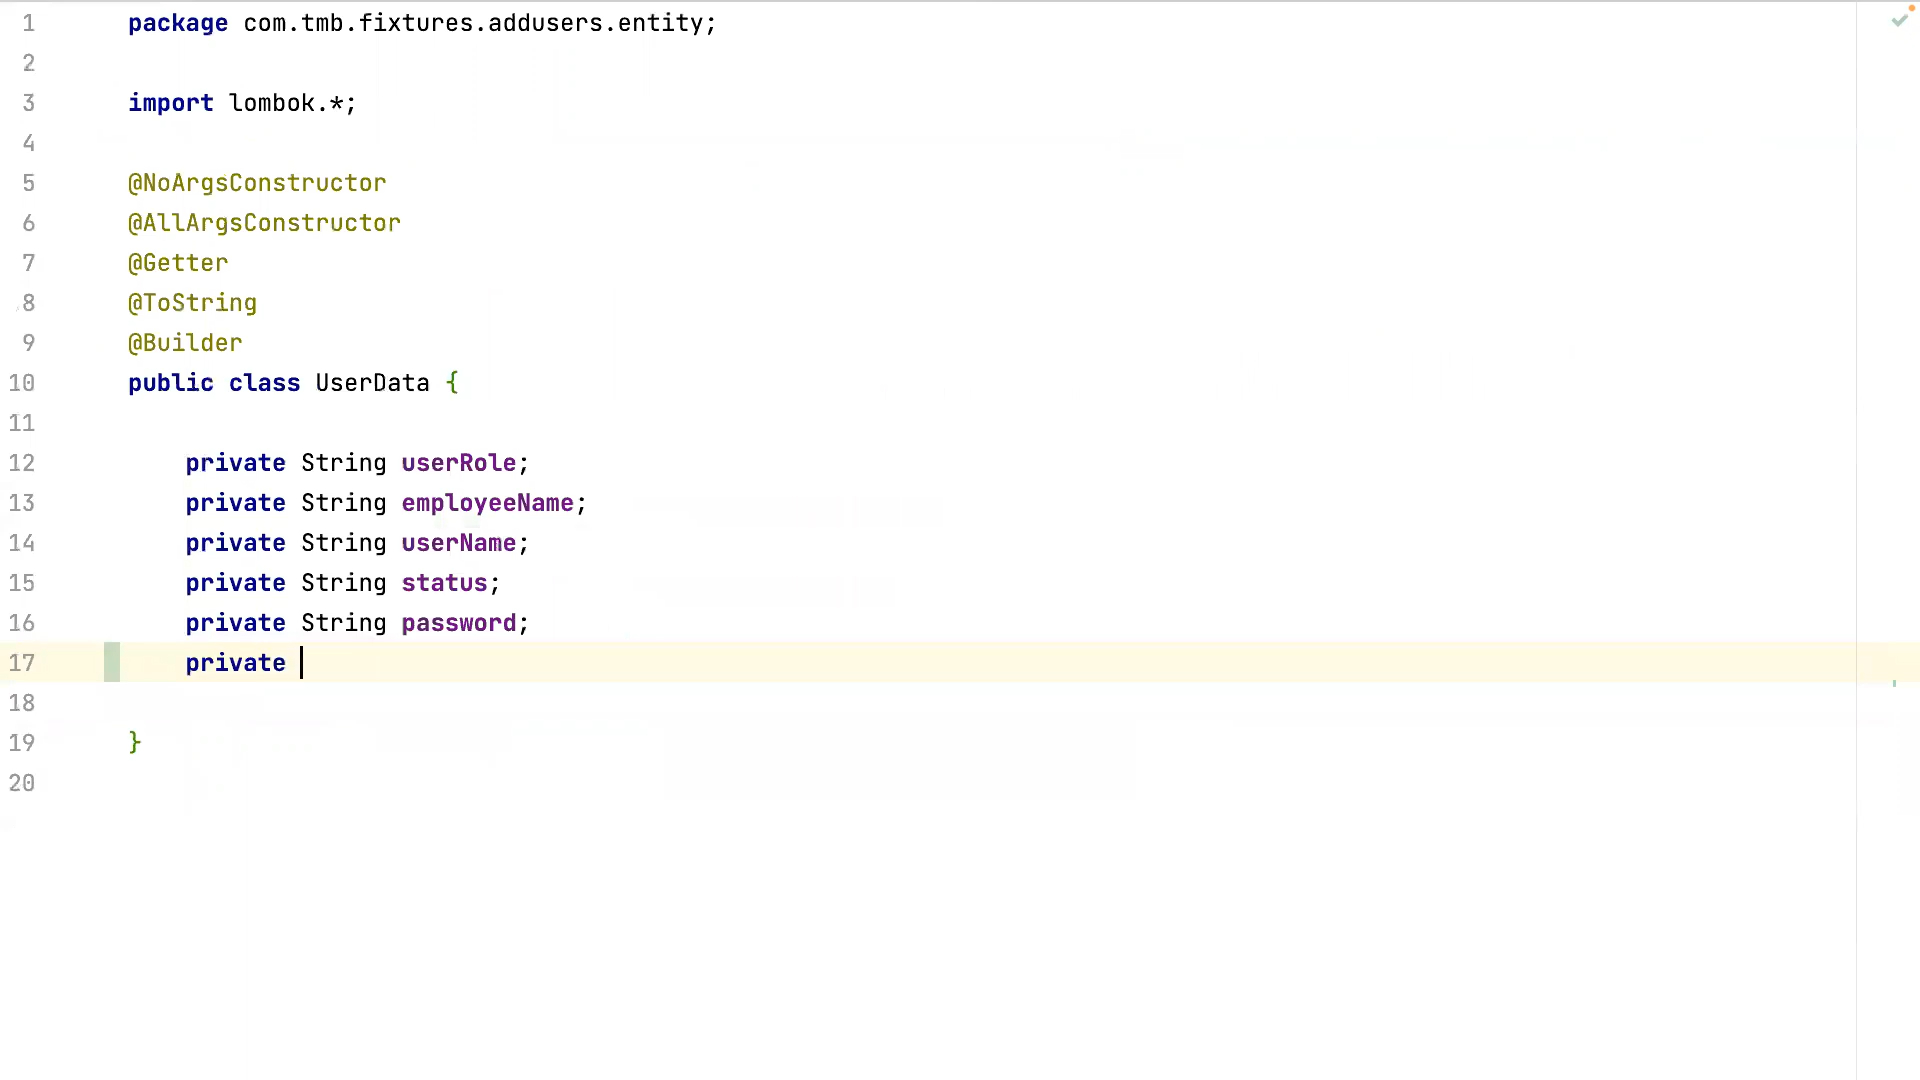 1 package com.tmb.fixtures.addusers.entity;
2
3 import lombok.*;
4
5 @NoArgsConstructor
6 @AllArgsConstructor
7 @Getter
8 @ToString
9 @Builder
10 public class UserData {
11
12 private String userRole;
13 private String employeeName;
14 private String userName;
15 private String status;
16 private String password;
17 private
18
19 }
20